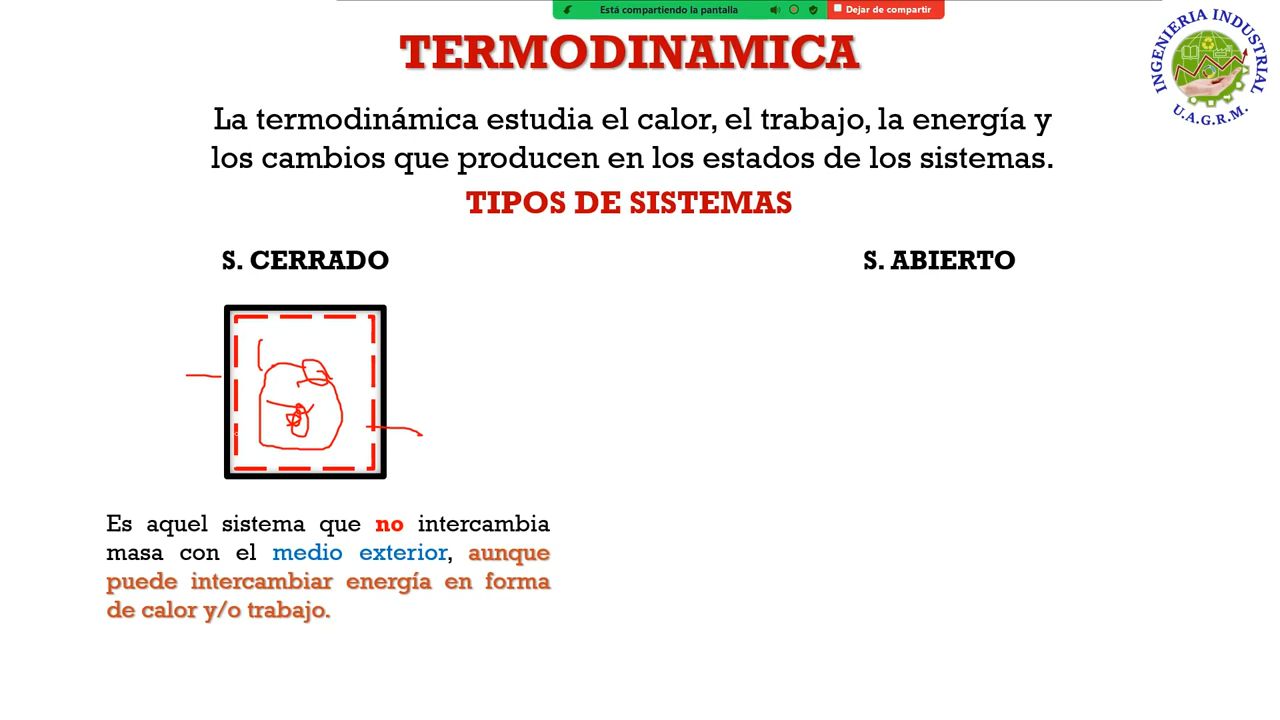 Está compartiendo la pantalla
Dejar de compartir
TERMODINAMICA
INGENIERIA INDUSTRIAL
U.A.G.R.M.
La termodinámica estudia el calor, el trabajo, la energía y
los cambios que producen en los estados de los sistemas.
TIPOS DE SISTEMAS
S. CERRADO
S. ABIERTO
Es aquel sistema que no intercambia
masa con el medio exterior, aunque
puede intercambiar energía en forma
de calor y/o trabajo.